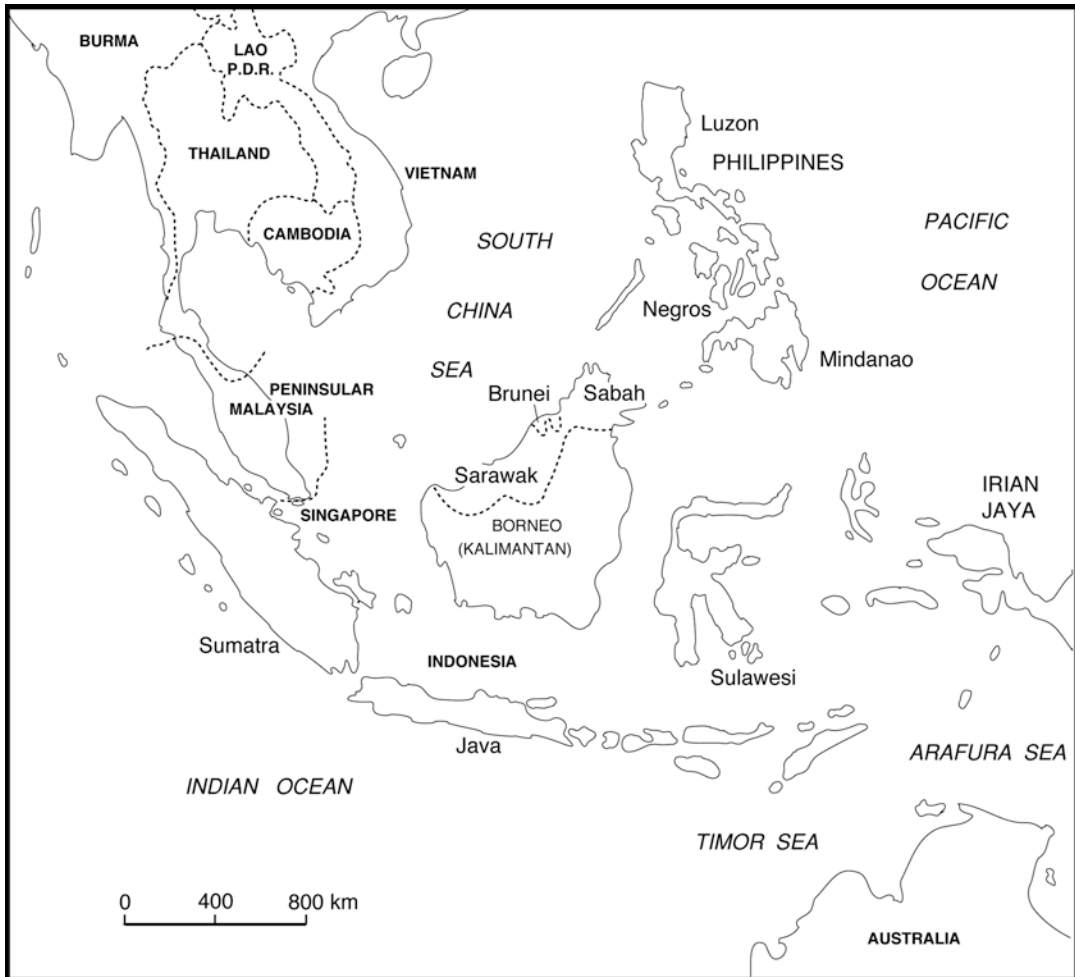 BURMA
LAO
P.D.R.
THAILAND
VIETNAM
CAMBODIA
Luzon
PHILIPPINES
SOUTH
CHINA
SEA
PACIFIC
OCEAN
Negros
Mindanao
PENINSULAR
MALAYSIA
Brunei
Sabah
Sarawak
SINGAPORE
BORNEO
(KALIMANTAN)
IRIAN
JAYA
Sumatra
INDONESIA
Sulawesi
Java
ARAFURA SEA
INDIAN OCEAN
TIMOR SEA
0 400 800 km
AUSTRALIA